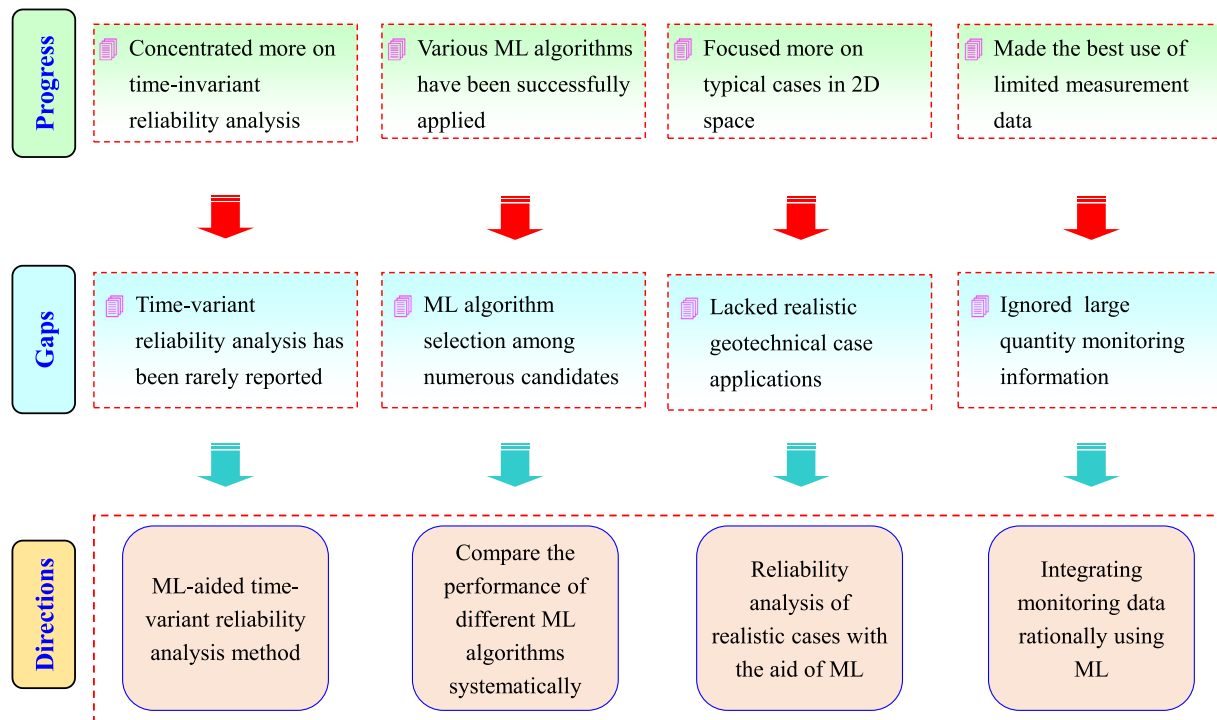 Progress
Concentrated more on
time-invariant
reliability analysis
Various ML algorithms
have been successfully
applied
Focused more on
typical cases in 2D
space
Made the best use of
limited measurement
data
Gaps
Time-variant
reliability analysis has
been rarely reported
ML algorithm
selection among
numerous candidates
Lacked realistic
geotechnical case
applications
Ignored large
quantity monitoring
information
Directions
ML-aided time-
variant reliability
analysis method
Compare the
performance of
different ML
algorithms
systematically
Reliability
analysis of
realistic cases with
the aid of ML
Integrating
monitoring data
rationally using
ML